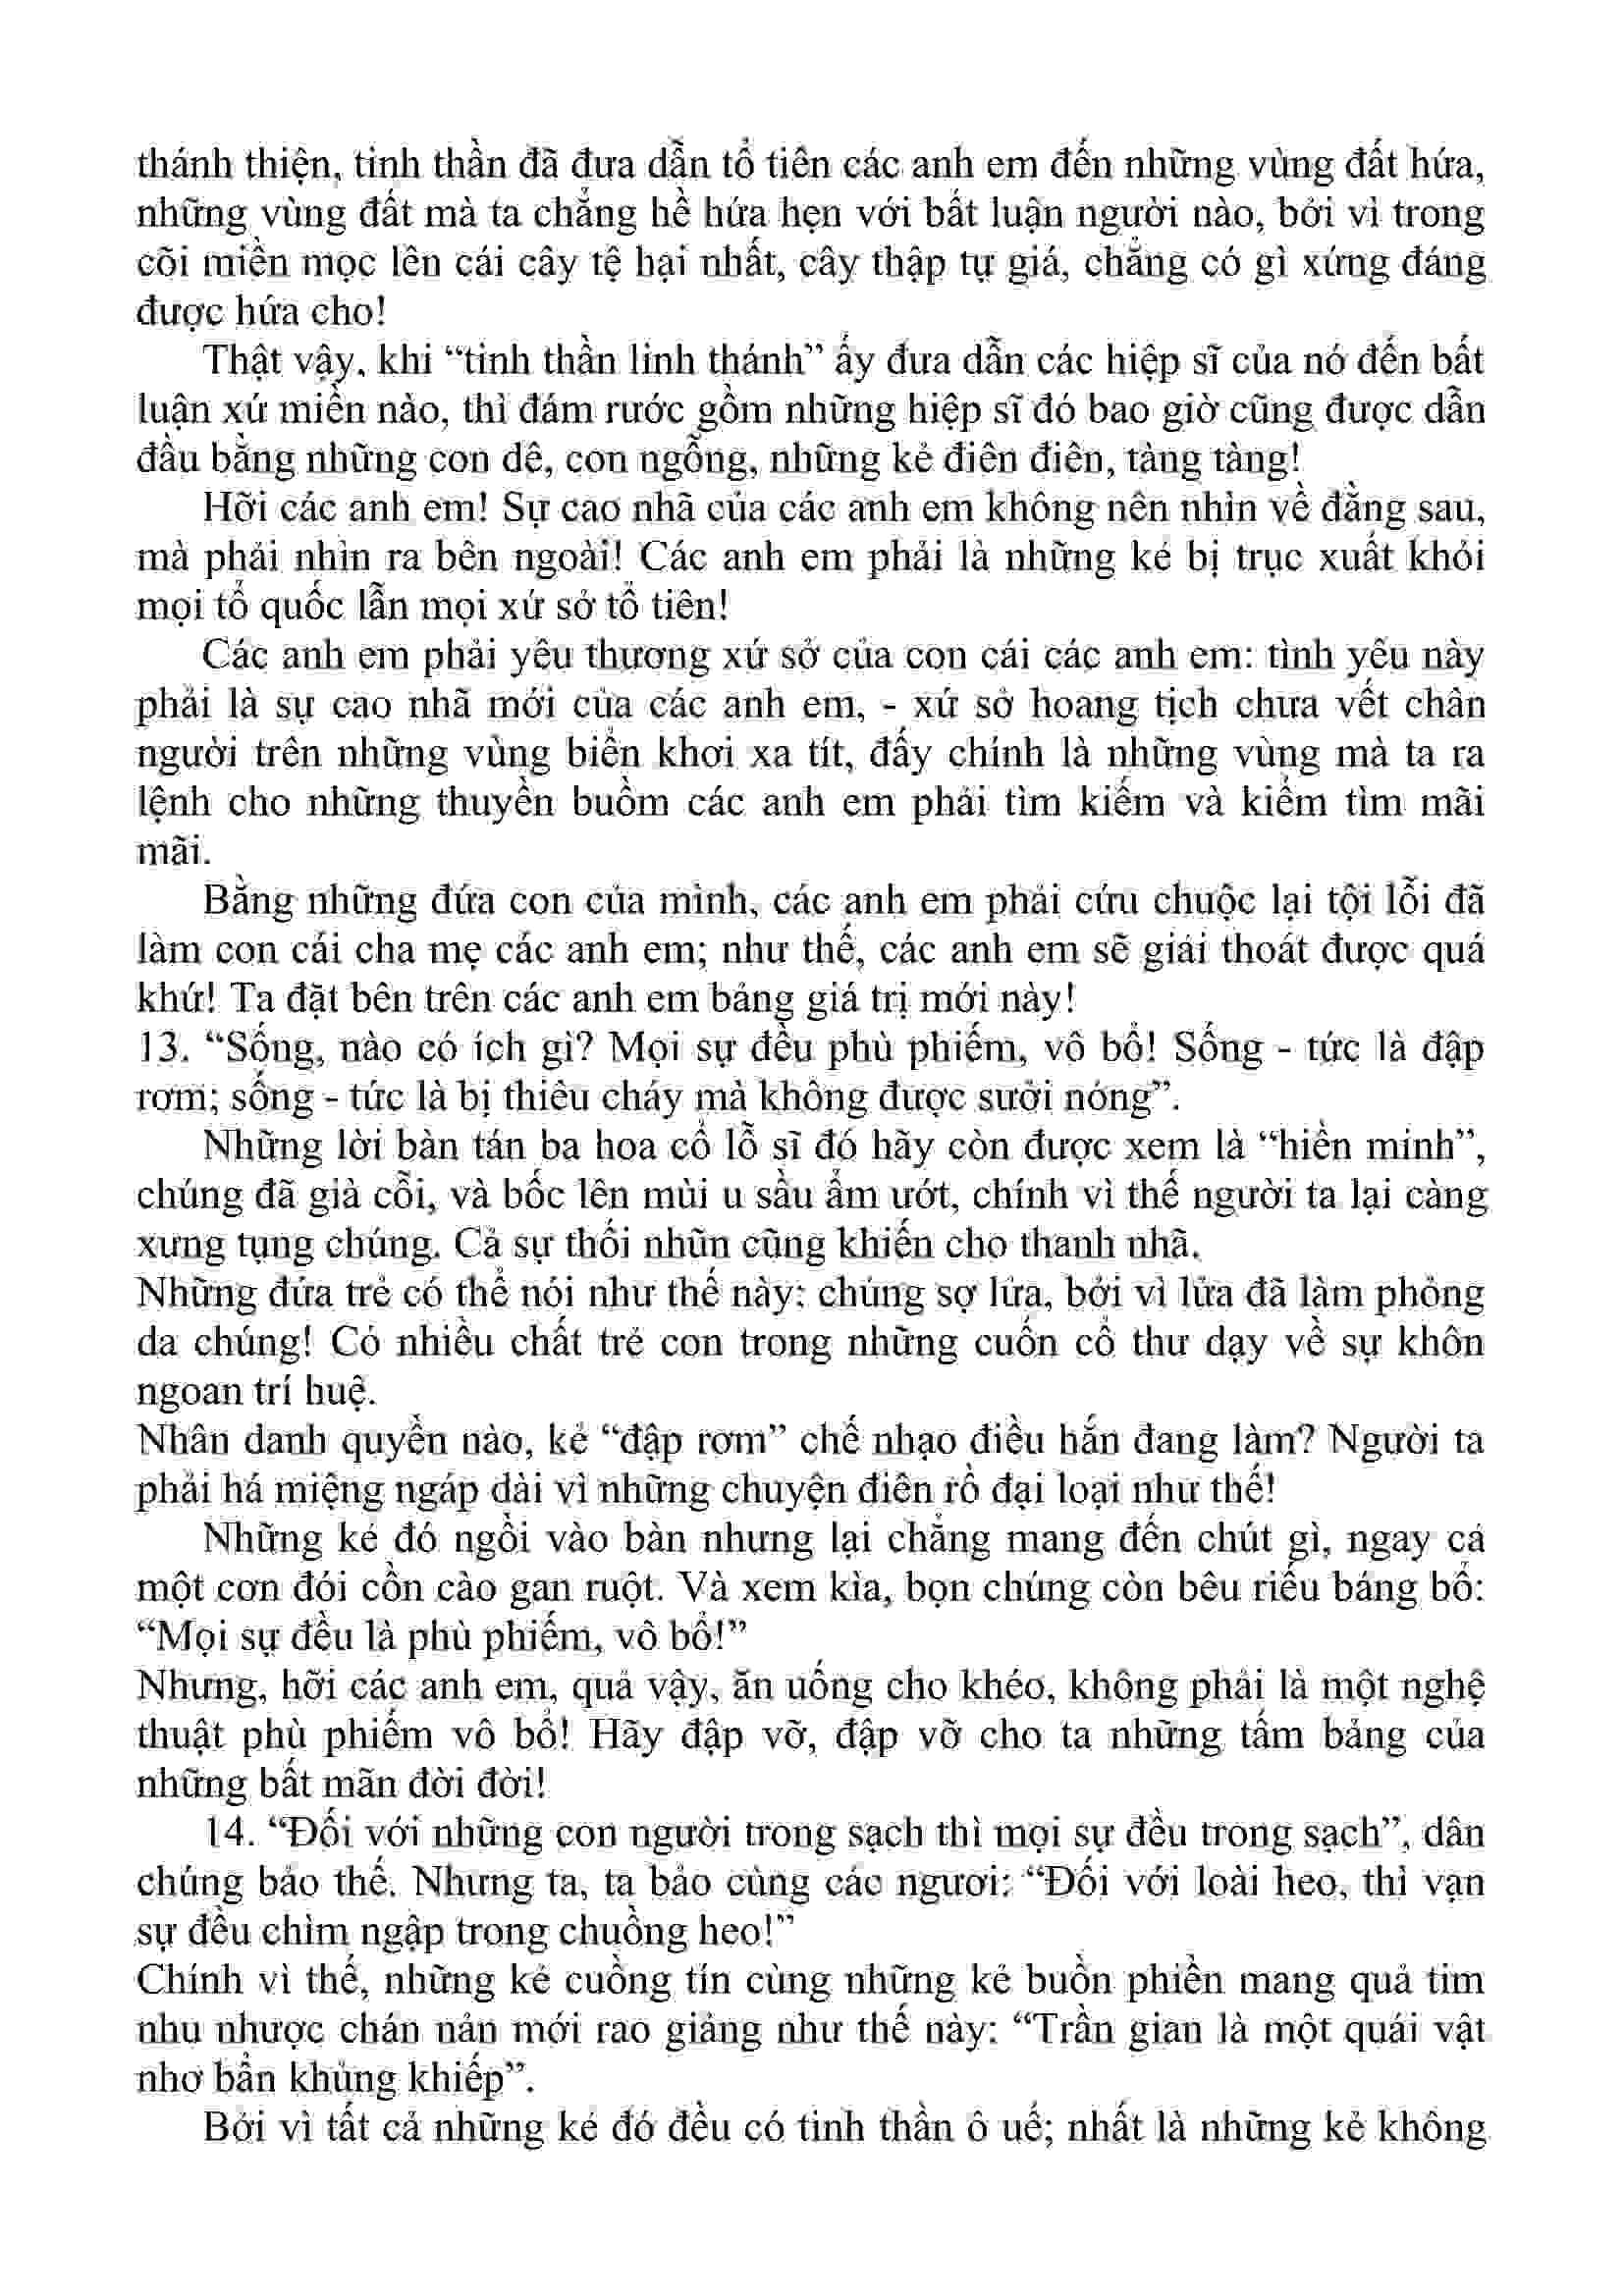 thánh thiện, tinh thần đã đưa dẫn tổ tiên các anh em đến những vùng đất hứa,
những vùng đất mà ta chẳng hề hứa hẹn với bất luận người nào, bởi vì trong
cõi miền mọc lên cái cây tệ hại nhất, cây thập tự giá, chẳng có gì xứng đáng
được hứa cho!
Thật vậy, khi “tinh thần linh thánh” ấy đưa dẫn các hiệp sĩ của nó đến bất
luận xứ miền nào, thì đám rước gồm những hiệp sĩ đó bao giờ cũng được dẫn
đầu bằng những con dê, con ngỗng, những kẻ điên điên, tàng tàng!
Hỡi các anh em! Sự cao nhã của các anh em không nên nhìn về đằng sau,
mà phải nhìn ra bên ngoài! Các anh em phải là những kẻ bị trục xuất khỏi
mọi tổ quốc lẫn mọi xứ sở tổ tiên!
Các anh em phải yêu thương xứ sở của con cái các anh em: tình yêu này
phải là sự cao nhã mới của các anh em, - xứ sở hoang tịch chưa vết chân
người trên những vùng biển khơi xa tít, đấy chính là những vùng mà ta ra
lệnh cho những thuyền buồm các anh em phải tìm kiếm và kiếm tìm mãi
mãi.
Bằng những đứa con của mình, các anh em phải cứu chuộc lại tội lỗi đã
làm con cái cha mẹ các anh em; như thế, các anh em sẽ giải thoát được quá
khứ! Ta đặt bên trên các anh em bảng giá trị mới này!
13. “Sống, nào có ích gì? Mọi sự đều phù phiếm, vô bổ! Sống - tức là đập
rơm; sống - tức là bị thiêu cháy mà không được sưởi nóng”.
Những lời bàn tán ba hoa cổ lỗ sĩ đó hãy còn được xem là “hiền minh”,
chúng đã già cỗi, và bốc lên mùi u sầu ẩm ướt, chính vì thế người ta lại càng
xưng tụng chúng. Cả sự thối nhũn cũng khiến cho thanh nhã.
Những đứa trẻ có thể nói như thế này: chúng sợ lửa, bởi vì lửa đã làm phỏng
da chúng! Có nhiều chất trẻ con trong những cuốn cổ thư dạy về sự khôn
ngoan trí huệ.
Nhân danh quyền nào, kẻ “đập rơm” chế nhạo điều hắn đang làm? Người ta
phải há miệng ngáp dài vì những chuyện điên rồ đại loại như thế!
Những kẻ đó ngồi vào bàn nhưng lại chẳng mang đến chút gì, ngay cả
một cơn đói cồn cào gan ruột. Và xem kìa, bọn chúng còn bêu riếu báng bổ:
“Mọi sự đều là phù phiếm, vô bổ!”
Nhưng, hỡi các anh em, quả vậy, ăn uống cho khéo, không phải là một nghệ
thuật phù phiếm vô bổ! Hãy đập vỡ, đập vỡ cho ta những tấm bảng của
những bất mãn đời đời!
14. “Đối với những con người trong sạch thì mọi sự đều trong sạch”, dân
chúng bảo thế. Nhưng ta, ta bảo cùng các ngươi: “Đối với loài heo, thì vạn
sự đều chìm ngập trong chuồng heo!”
Chính vì thế, những kẻ cuồng tín cùng những kẻ buồn phiền mang quả tim
nhu nhược chán nản mới rao giảng như thế này: “Trần gian là một quái vật
nhơ bẩn khủng khiếp”.
Bởi vì tất cả những kẻ đó đều có tinh thần ô uế; nhất là những kẻ không